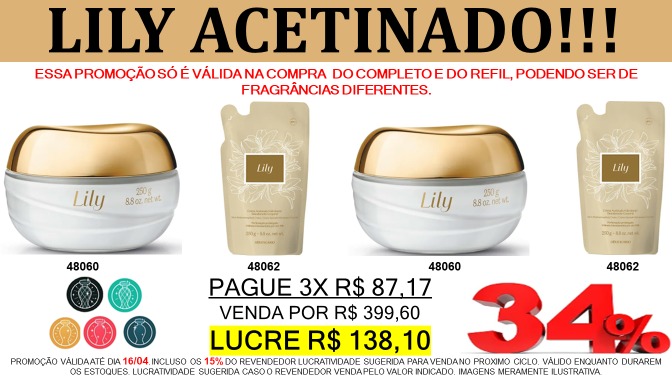 LILY ACETINADO!!!
ESSA PROMOÇÃO SÓ É VÁLIDA NA COMPRA DO COMPLETO E DO REFIL, PODENDO SER DE
FRAGRÂNCIAS DIFERENTES.
Lily
250 g
8.8 oz. net wt.
Lily
Lily
250 g
8.8 oz. net wt.
Lily
48060
48062
48060
48062
PAGUE 3X R$ 87,17
VENDA POR R$ 399,60
LUCRE R$ 138,10
34%
PROMOÇÃO VÁLIDA ATÉ DIA 16/04. INCLUSO OS 15% DO REVENDEDOR LUCRATIVIDADE SUGERIDA PARA VENDA NO PROXIMO CICLO. VÁLIDO ENQUANTO DURAREM
OS ESTOQUES. LUCRATIVIDADE SUGERIDA CASO O REVENDEDOR VENDA PELO VALOR INDICADO. IMAGENS MERAMENTE ILUSTRATIVA.